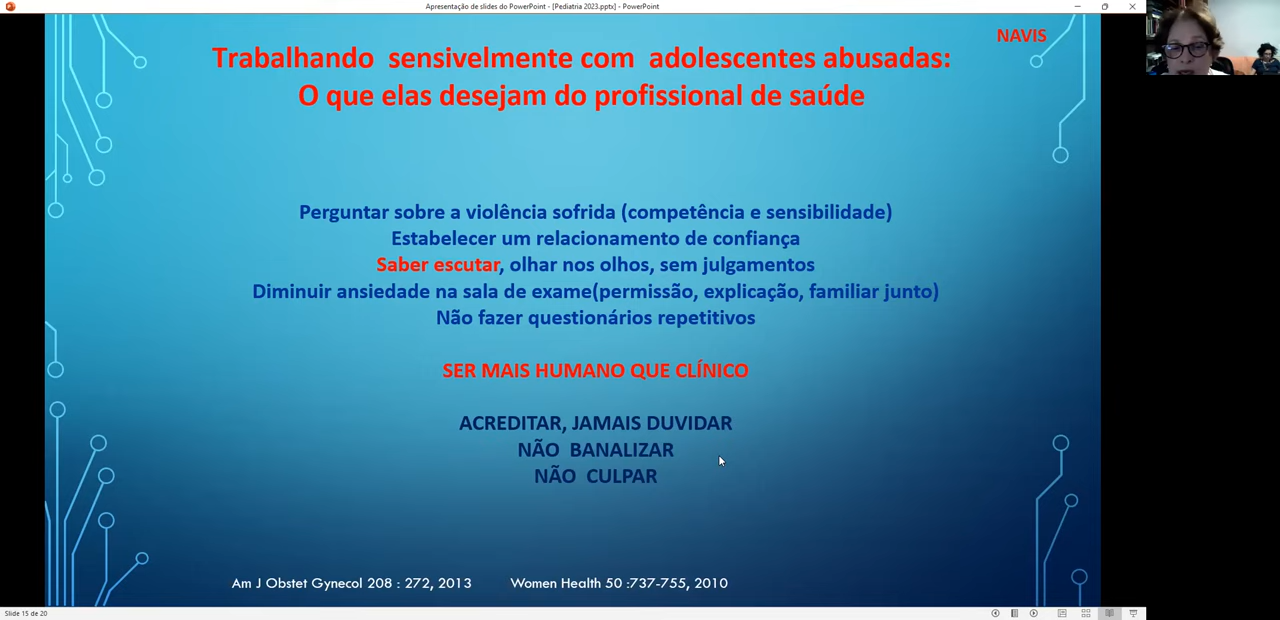 Apresentação de slides do PowerPoint - [Pediatria 2023.pptx] - PowerPoint
NAVIS
Trabalhando sensivelmente com adolescentes abusadas:
O que elas desejam do profissional de saúde
Perguntar sobre a violência sofrida (competência e sensibilidade)
Estabelecer um relacionamento de confiança
Saber escutar, olhar nos olhos, sem julgamentos
Diminuir ansiedade na sala de exame(permissão, explicação, familiar junto)
Não fazer questionários repetitivos
SER MAIS HUMANO QUE CLÍNICO
ACREDITAR, JAMAIS DUVIDAR
NÃO BANALIZAR
NÃO CULPAR
Am J Obstet Gynecol 208 : 272, 2013 Women Health 50 :737-755, 2010
Slide 15 de 20